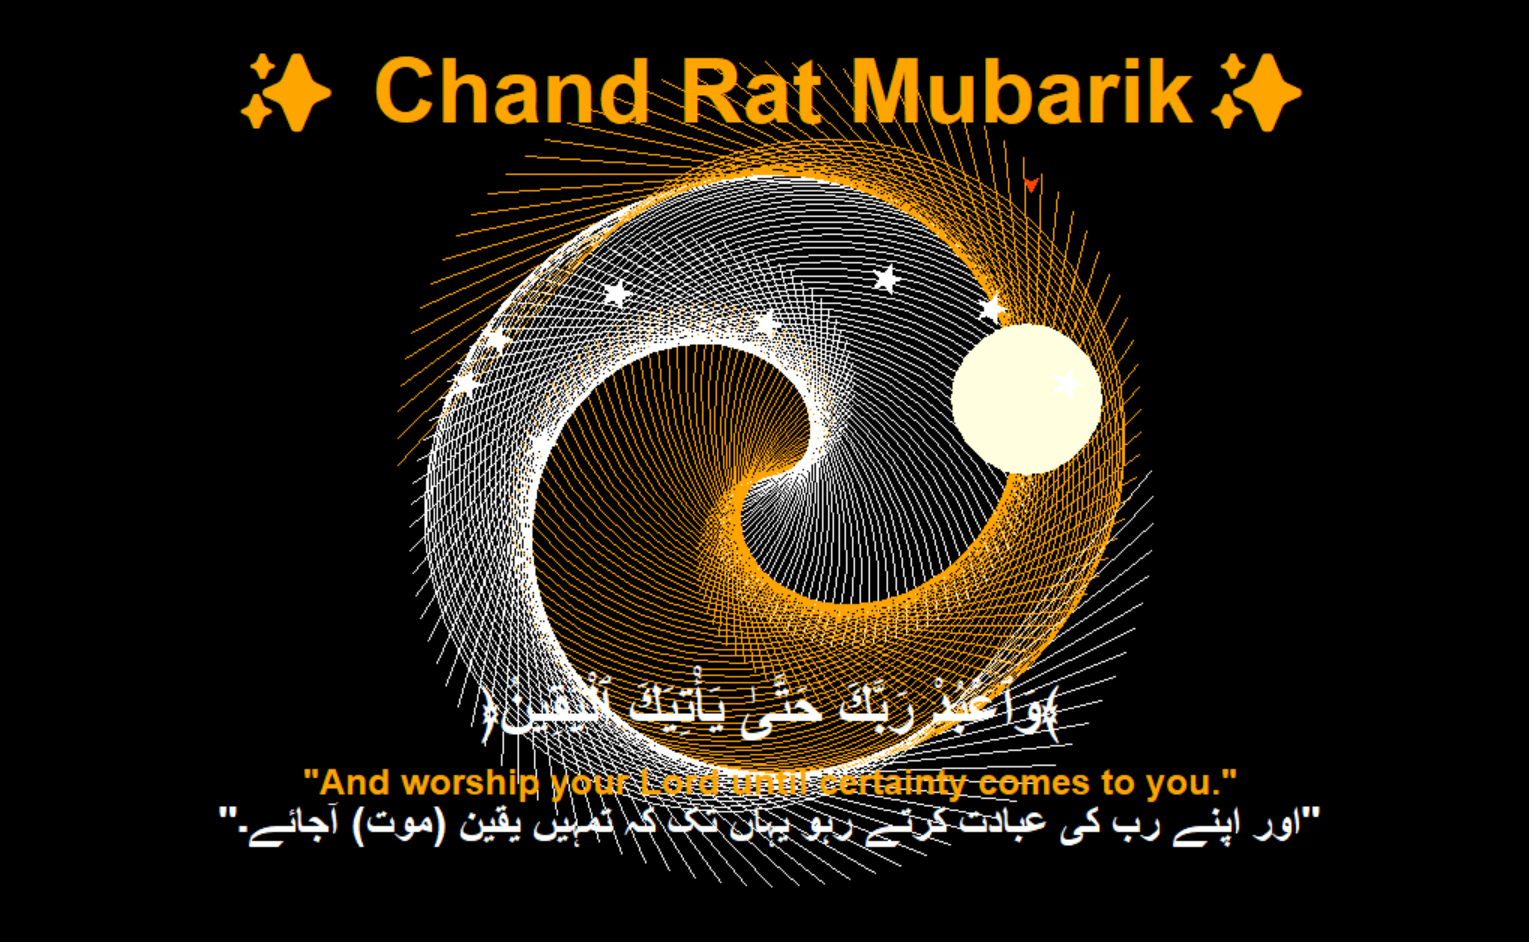 ✨ Chand Rat Mubarik ✨
﴿وَٱعْبُدْ رَبَّكَ حَتَّىٰ يَأْتِيَكَ ٱلْيَقِينُ﴾
"And worship your Lord until certainty comes to you."
"اور اپنے رب کی عبادت کرتے رہو یہاں تک کہ تمہیں یقین (موت) آجائے۔"